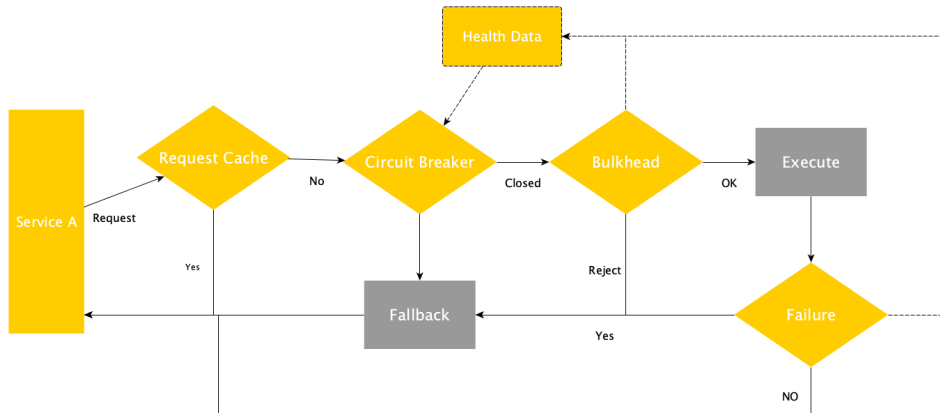 Health Data
Request Cache
Circuit Breaker
Bulkhead
Execute
No
Closed
OK
Service A
Request
Yes
Reject
Fallback
Failure
Yes
NO